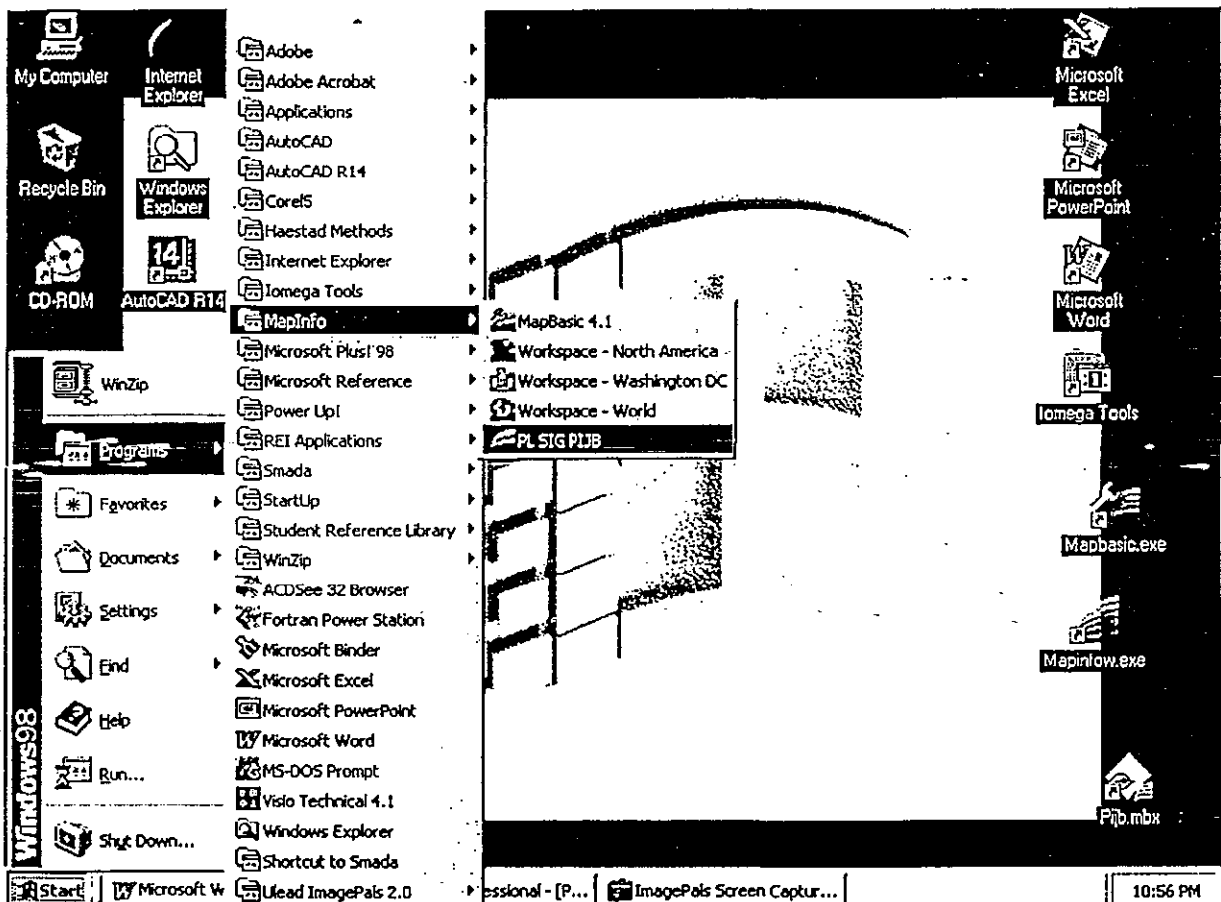 My Computer
Internet
Explorer
Recycle Bin
Windows
Explorer
CD-ROM
AutoCAD R14
WinZip
Programs
Favorites
Documents
Settings
Find
Help
Run...
Shut Down...
Windows98
Adobe
Adobe Acrobat
Applications
AutoCAD
AutoCAD R14
Corel5
Haestad Methods
Internet Explorer
Iomega Tools
MapInfo
Microsoft Plus! 98
Microsoft Reference
Power Up!
REI Applications
Smada
StartUp
Student Reference Library
WinZip
ACDSee 32 Browser
Fortran Power Station
Microsoft Binder
Microsoft Excel
Microsoft PowerPoint
Microsoft Word
MS-DOS Prompt
Visio Technical 4.1
Windows Explorer
Shortcut to Smada
Ulead ImagePals 2.0
MapBasic 4.1
Workspace - North America
Workspace - Washington DC
Workspace - World
PL SIG PIJB
Microsoft
Excel
Microsoft
PowerPoint
Microsoft
Word
Iomega Tools
Mapbasic.exe
Mapinfow.exe
Pijb.mbx
Start
Microsoft W
essional - [P...
ImagePals Screen Captur...
10:56 PM